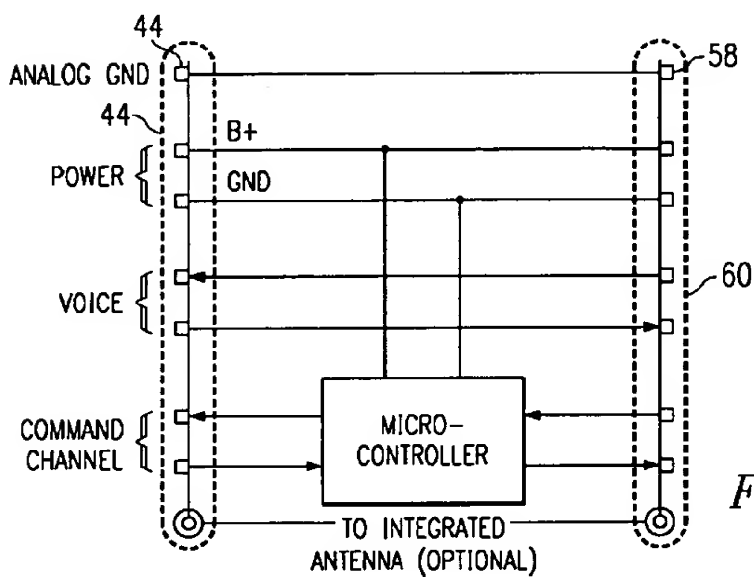 44
58
ANALOG GND
44
B+
POWER
GND
VOICE
60
COMMAND
CHANNEL
MICRO-
CONTROLLER
F
TO INTEGRATED
ANTENNA (OPTIONAL)